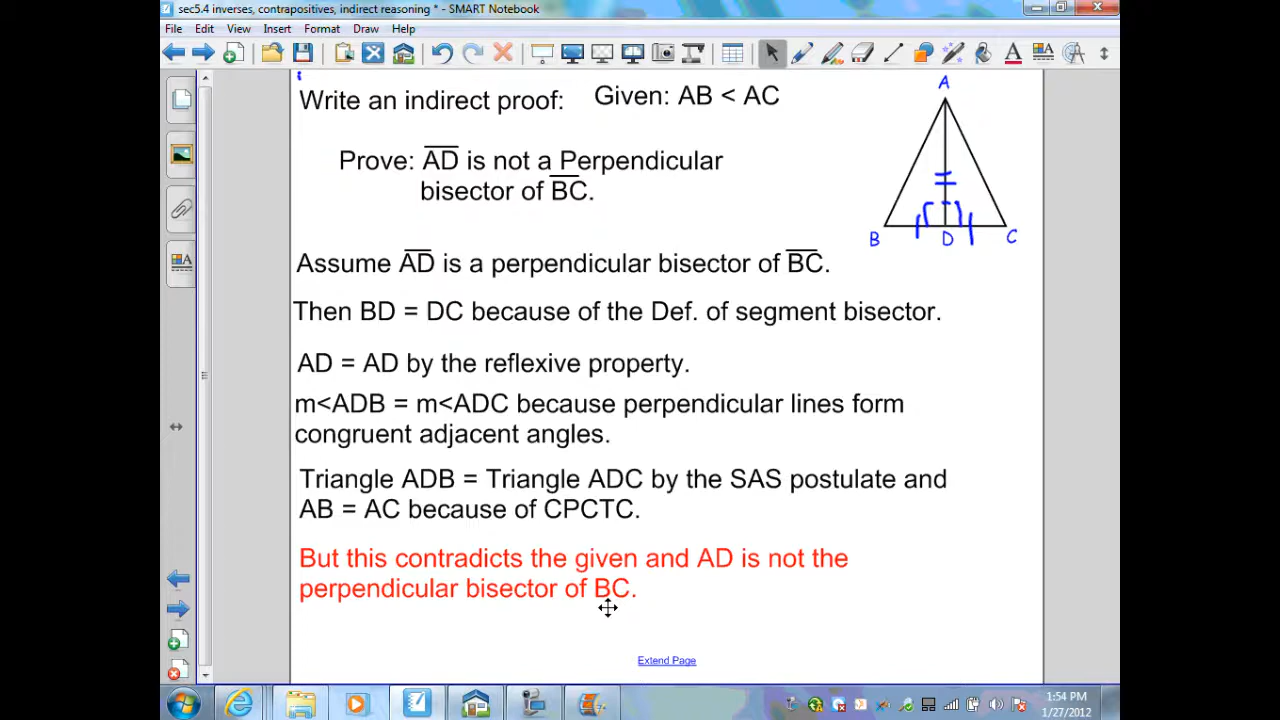 sec5.4 inverses, contrapositives, indirect reasoning * - SMART Notebook
File Edit View Insert Format Draw Help
Write an indirect proof: Given: AB < AC
A
Prove: AD is not a Perpendicular
bisector of BC.
B D C
Assume AD is a perpendicular bisector of BC.
Then BD = DC because of the Def. of segment bisector.
AD = AD by the reflexive property.
m<ADB = m<ADC because perpendicular lines form
congruent adjacent angles.
Triangle ADB = Triangle ADC by the SAS postulate and
AB = AC because of CPCTC.
But this contradicts the given and AD is not the
perpendicular bisector of BC.
Extend Page
1:54 PM
1/27/2012